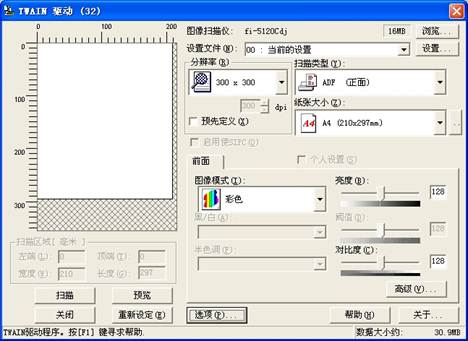 TWAIN 驱动 (32)
0 100 200
0
100
200
300
图像扫描仪: fi-5120Cdj 16MB 浏览...
设置文件(N): 00 : 当前的设置 设置...
分辨率(R) 扫描类型(Y):
300 x 300 ADF (正面)
300 dpi 纸张大小(Z):
预先定义(X) A4 (210x297mm) ..
启用使SIPC(Q)
前面 个人设置(S)
图像模式(I): 亮度(B):
彩色 128
黑/白(A): 阈值(D):
128
半色调(F): 对比度(C):
128
高级(V)...
扫描区域[ 毫米 ]
左端(L): 0 顶端(T): 0
宽度(W): 210 长度(G): 297
扫描 预览
关闭 重新设定(E) 选项(P)... 帮助(H) 关于...
TWAIN驱动程序。按[F1] 键寻求帮助. 数据大小约: 30.9MB